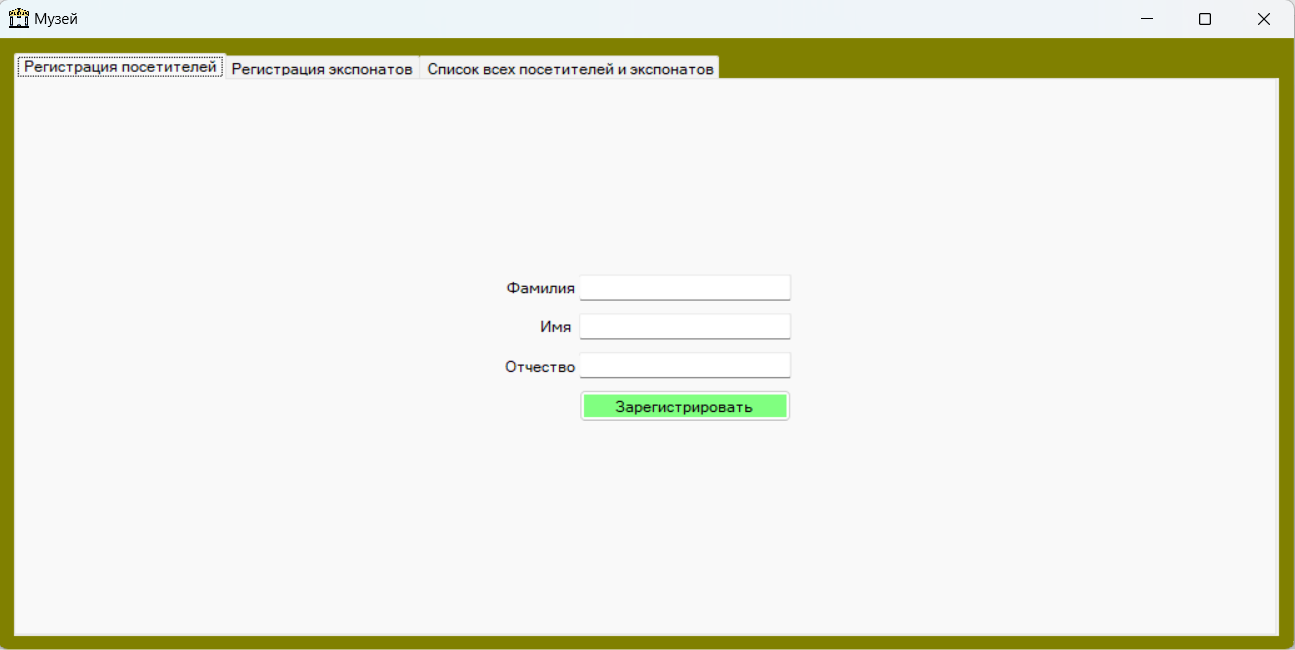 Музей
Регистрация посетителей Регистрация экспонатов Список всех посетителей и экспонатов
Фамилия
Имя
Отчество
Зарегистрировать